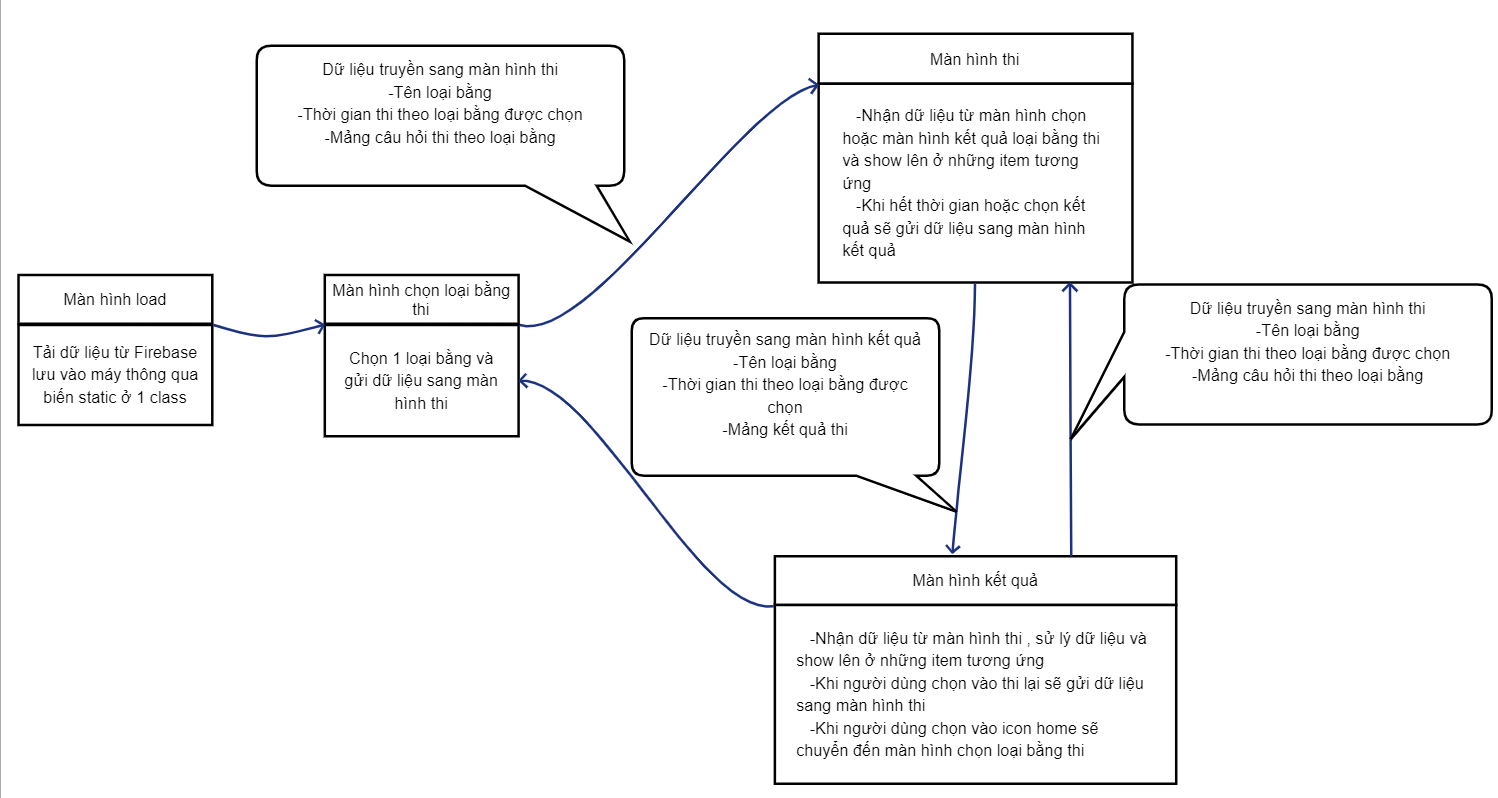 Dữ liệu truyền sang màn hình thi
-Tên loại bằng
-Thời gian thi theo loại bằng được chọn
-Mảng câu hỏi thi theo loại bằng
Màn hình thi
-Nhận dữ liệu từ màn hình chọn
hoặc màn hình kết quả loại bằng thi
và show lên ở những item tương
ứng
-Khi hết thời gian hoặc chọn kết
quả sẽ gửi dữ liệu sang màn hình
kết quả
Màn hình load
Tải dữ liệu từ Firebase
lưu vào máy thông qua
biến static ở 1 class
Màn hình chọn loại bằng
thi
Chọn 1 loại bằng và
gửi dữ liệu sang màn
hình thi
Dữ liệu truyền sang màn hình kết quả
-Tên loại bằng
-Thời gian thi theo loại bằng được
chọn
-Mảng kết quả thi
Dữ liệu truyền sang màn hình thi
-Tên loại bằng
-Thời gian thi theo loại bằng được chọn
-Mảng câu hỏi thi theo loại bằng
Màn hình kết quả
-Nhận dữ liệu từ màn hình thi , sử lý dữ liệu và
show lên ở những item tương ứng
-Khi người dùng chọn vào thi lại sẽ gửi dữ liệu
sang màn hình thi
-Khi người dùng chọn vào icon home sẽ
chuyển đến màn hình chọn loại bằng thi